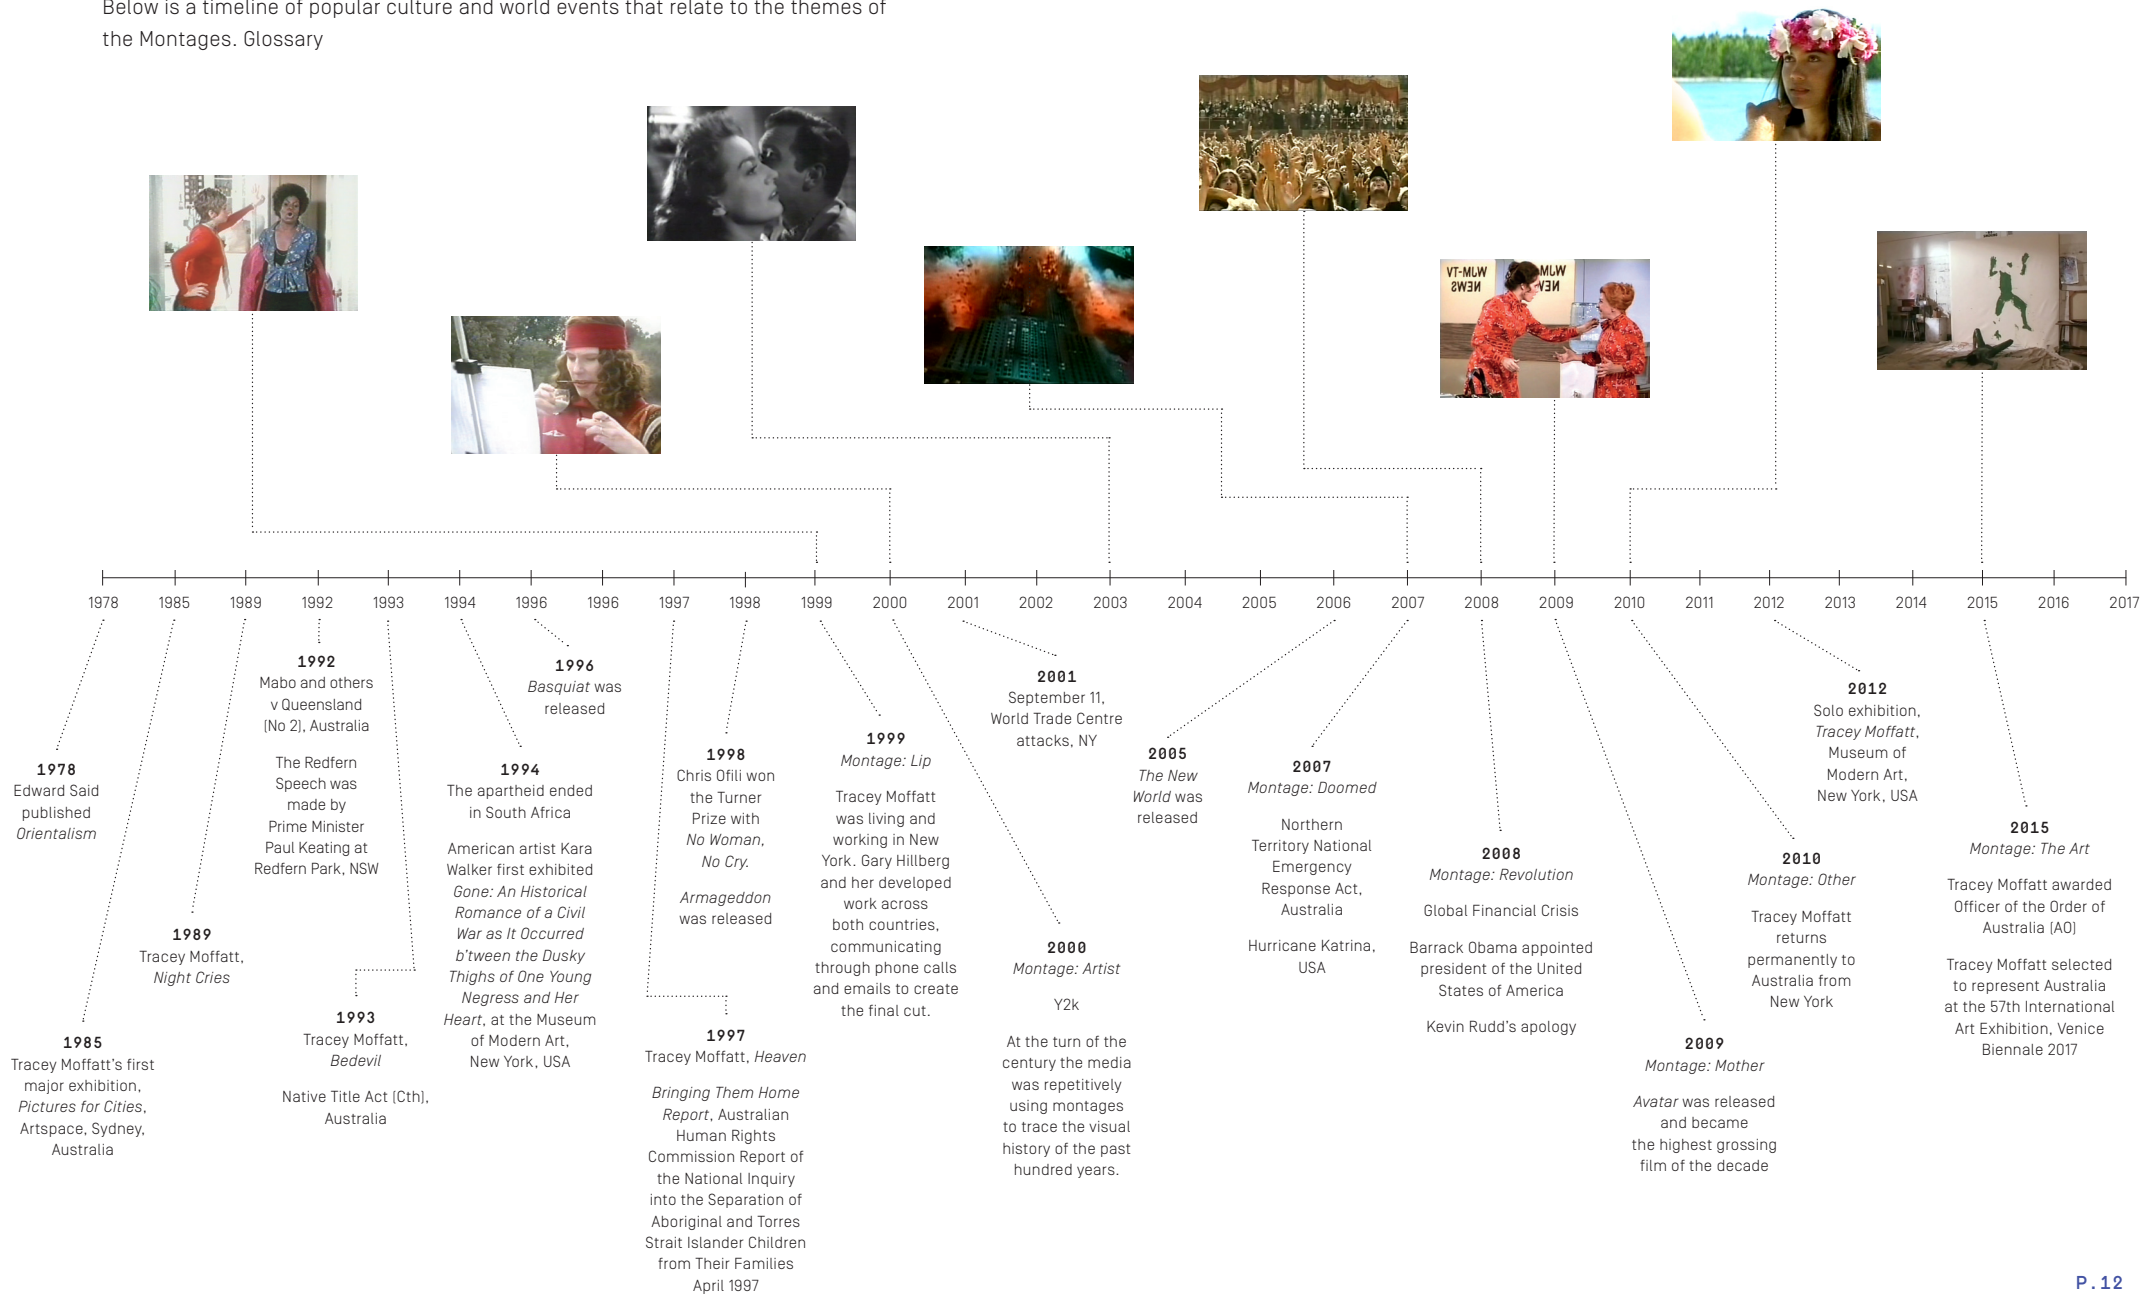 Below is a timeline of popular culture and world events that relate to the themes of
the Montages. Glossary
WJM-TV
NEWS
WJM
NEW
1978
1985
1989
1992
1993
1994
1996
1996
1997
1998
1999
2000
2001
2002
2003
2004
2005
2006
2007
2008
2009
2010
2011
2012
2013
2014
2015
2016
2017
1978
Edward Said
published
Orientalism
1985
Tracey Moffatt's first
major exhibition,
Pictures for Cities,
Artspace, Sydney,
Australia
1989
Tracey Moffatt,
Night Cries
1992
Mabo and others
v Queensland
(No 2), Australia
The Redfern
Speech was
made by
Prime Minister
Paul Keating at
Redfern Park, NSW
1993
Tracey Moffatt,
Bedevil
Native Title Act (Cth),
Australia
1994
The apartheid ended
in South Africa
American artist Kara
Walker first exhibited
Gone: An Historical
Romance of a Civil
War as It Occurred
b'tween the Dusky
Thighs of One Young
Negress and Her
Heart, at the Museum
of Modern Art,
New York, USA
1996
Basquiat was
released
1997
Tracey Moffatt, Heaven
Bringing Them Home
Report, Australian
Human Rights
Commission Report of
the National Inquiry
into the Separation of
Aboriginal and Torres
Strait Islander Children
from Their Families
April 1997
1998
Chris Ofili won
the Turner
Prize with
No Woman,
No Cry.
Armageddon
was released
1999
Montage: Lip
Tracey Moffatt
was living and
working in New
York. Gary Hillberg
and her developed
work across
both countries,
communicating
through phone calls
and emails to create
the final cut.
2000
Montage: Artist
Y2k
At the turn of the
century the media
was repetitively
using montages
to trace the visual
history of the past
hundred years.
2001
September 11,
World Trade Centre
attacks, NY
2005
The New
World was
released
2007
Montage: Doomed
Northern
Territory National
Emergency
Response Act,
Australia
Hurricane Katrina,
USA
2008
Montage: Revolution
Global Financial Crisis
Barrack Obama appointed
president of the United
States of America
Kevin Rudd's apology
2009
Montage: Mother
Avatar was released
and became
the highest grossing
film of the decade
2010
Montage: Other
Tracey Moffatt
returns
permanently to
Australia from
New York
2012
Solo exhibition,
Tracey Moffatt,
Museum of
Modern Art,
New York, USA
2015
Montage: The Art
Tracey Moffatt awarded
Officer of the Order of
Australia (AO)
Tracey Moffatt selected
to represent Australia
at the 57th International
Art Exhibition, Venice
Biennale 2017
P.12